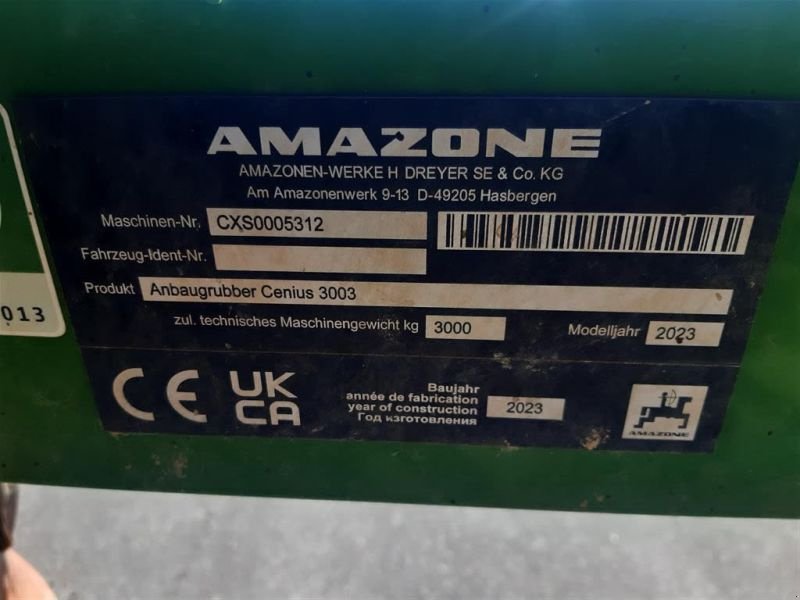 AMAZONE
AMAZONEN-WERKE H DREYER SE & Co. KG
Am Amazonenwerk 9-13 D-49205 Hasbergen
Maschinen-Nr. CXS0005312
Fahrzeug-Ident-Nr.
Produkt Anbaugrubber Cenius 3003
zul. technisches Maschinengewicht kg 3000 Modelljahr 2023
013
CE UK CA
Baujahr
année de fabrication
year of construction 2023
Год изготовления
AMAZONE